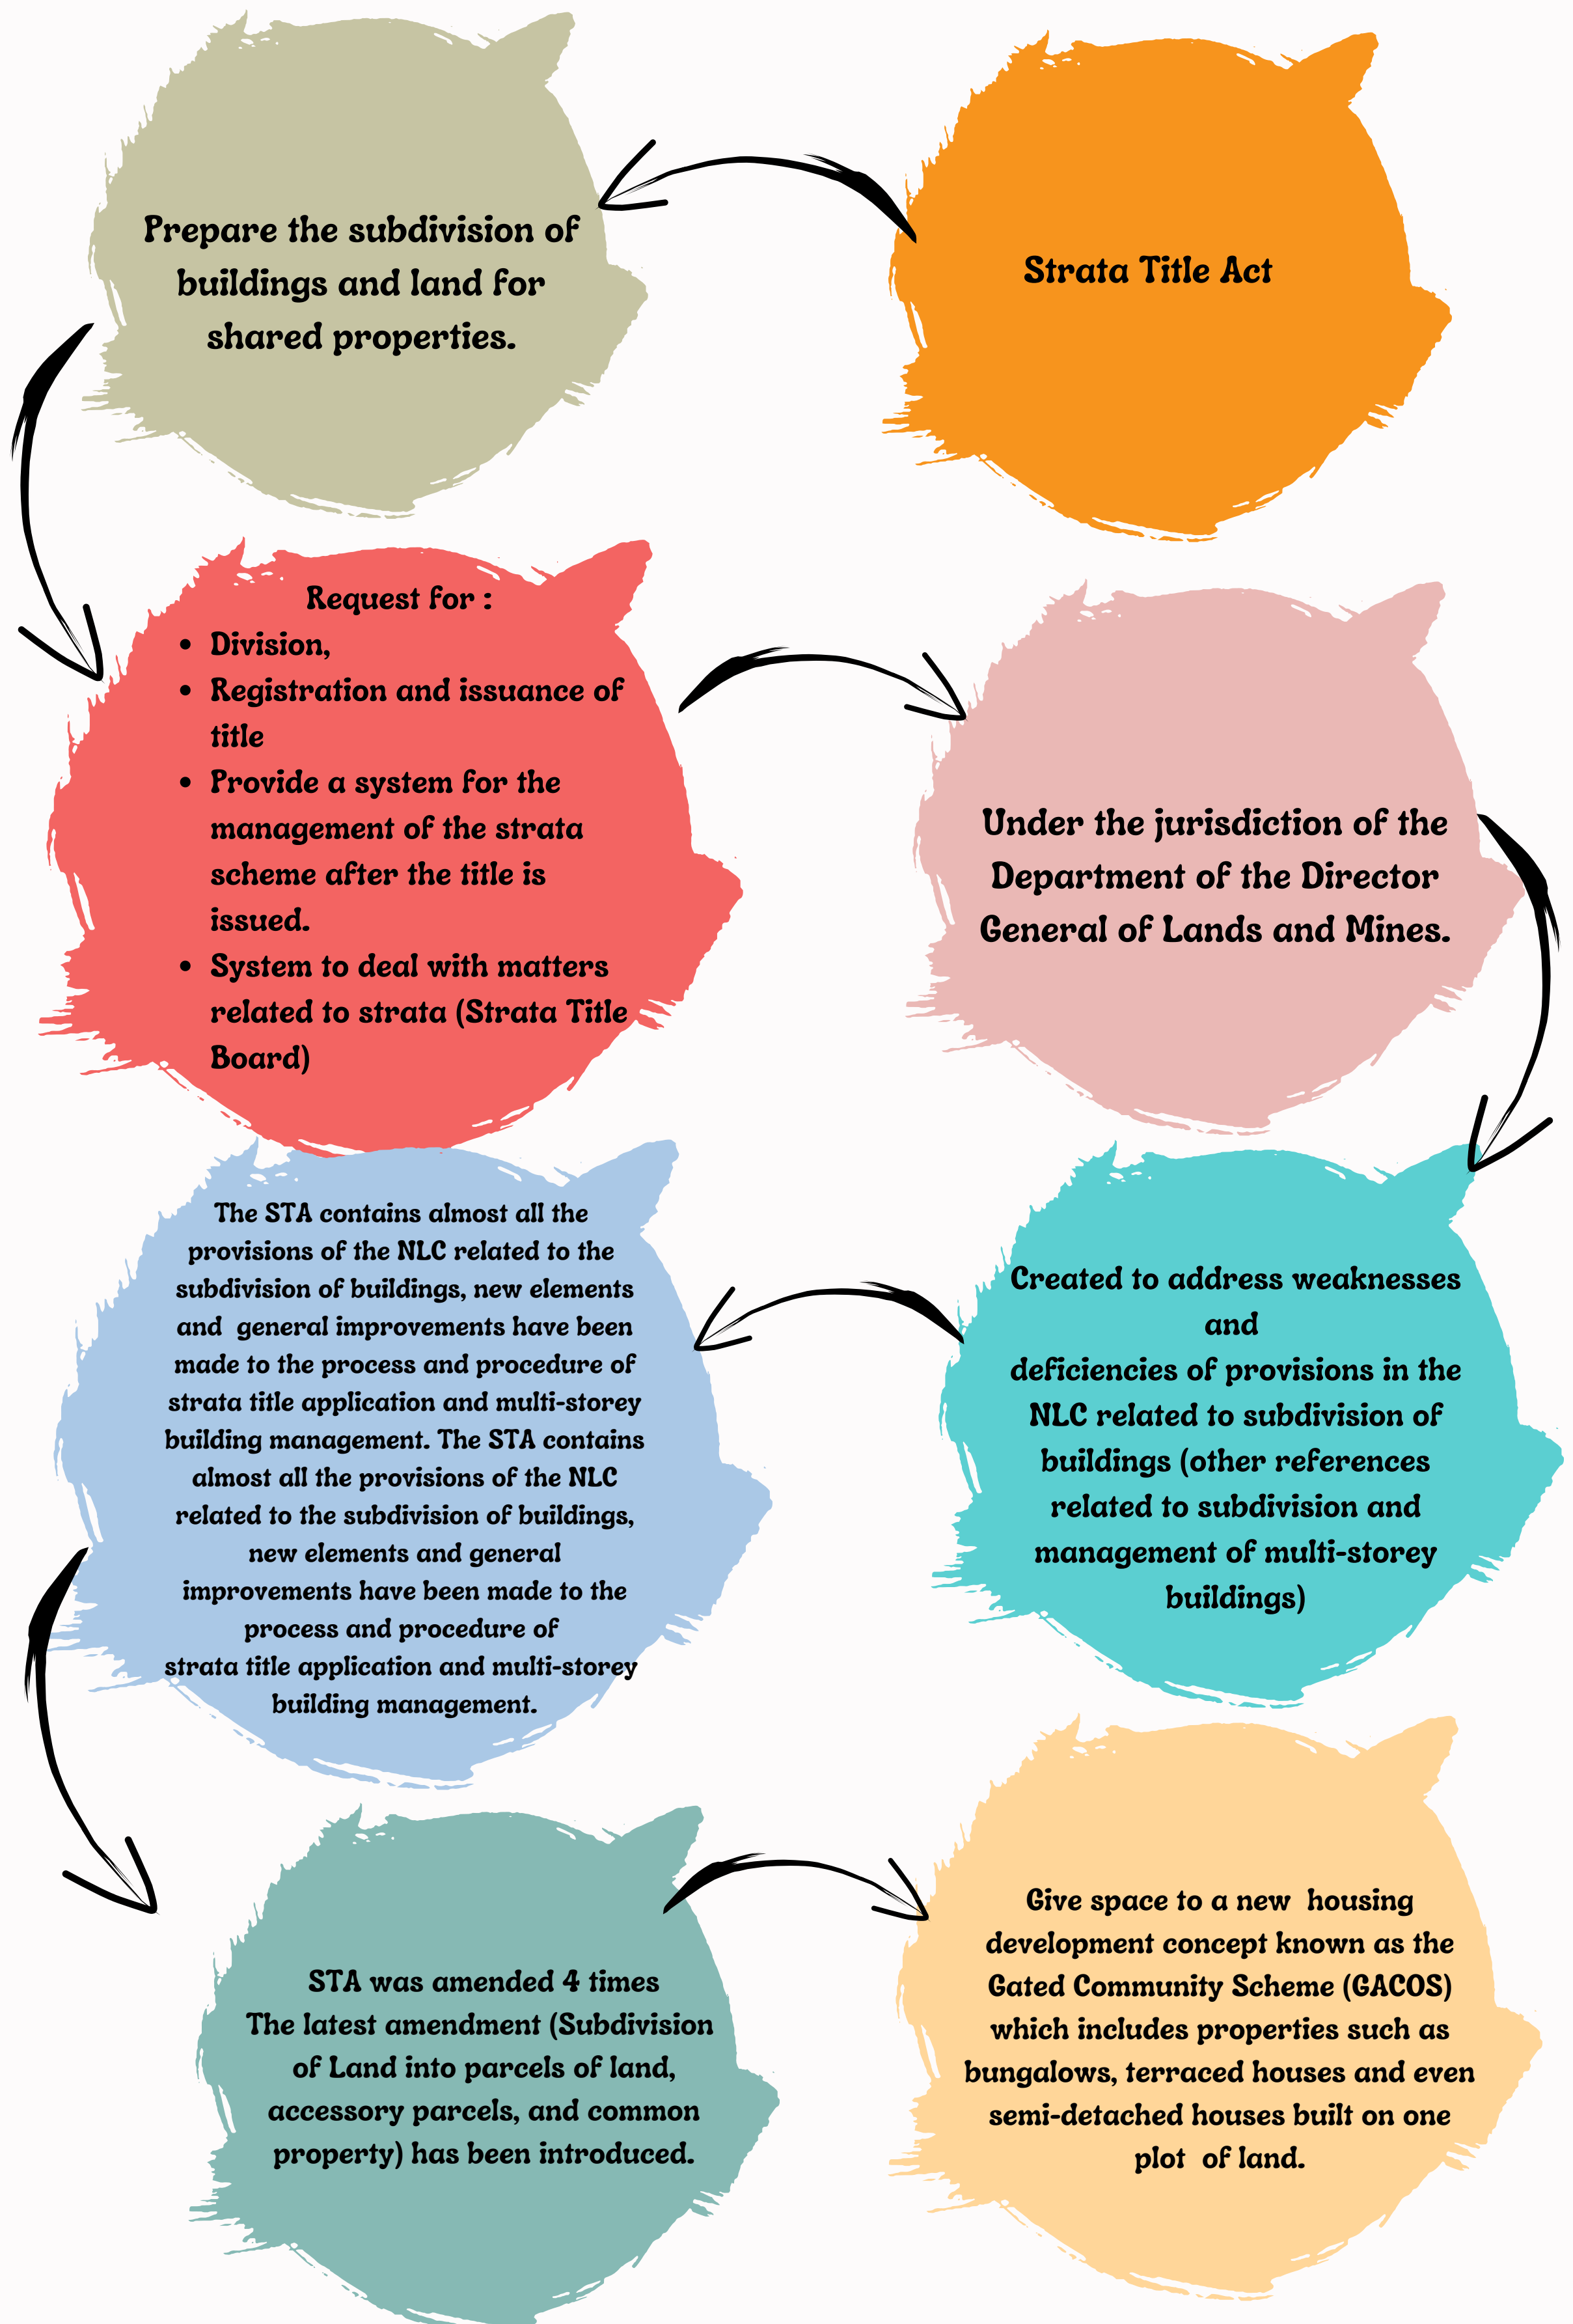 Strata Title Act
Prepare the subdivision of
buildings and land for
shared properties.
Request for :
• Division,
• Registration and issuance of
title
• Provide a system for the
management of the strata
scheme after the title is
issued.
• System to deal with matters
related to strata (Strata Title
Board)
Under the jurisdiction of the
Department of the Director
General of Lands and Mines.
Created to address weaknesses
and
deficiencies of provisions in the
NLC related to subdivision of
buildings (other references
related to subdivision and
management of multi-storey
buildings)
The STA contains almost all the
provisions of the NLC related to the
subdivision of buildings, new elements
and general improvements have been
made to the process and procedure of
strata title application and multi-storey
building management. The STA contains
almost all the provisions of the NLC
related to the subdivision of buildings,
new elements and general
improvements have been made to the
process and procedure of
strata title application and multi-storey
building management.
STA was amended 4 times
The latest amendment (Subdivision
of Land into parcels of land,
accessory parcels, and common
property) has been introduced.
Give space to a new housing
development concept known as the
Gated Community Scheme (GACOS)
which includes properties such as
bungalows, terraced houses and even
semi-detached houses built on one
plot of land.